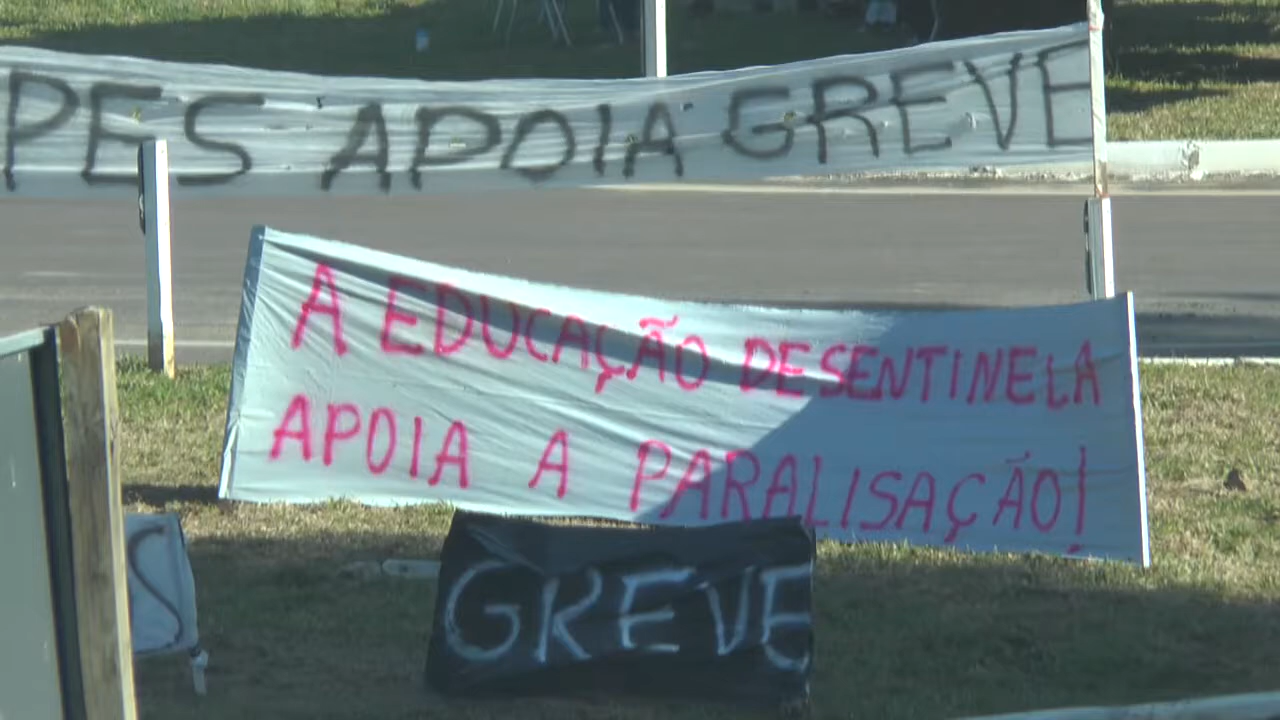 PES APOIA GREVE
A EDUCAÇÃO DE SENTINELA
APOIA A PARALISAÇÃO!
GREVE
S